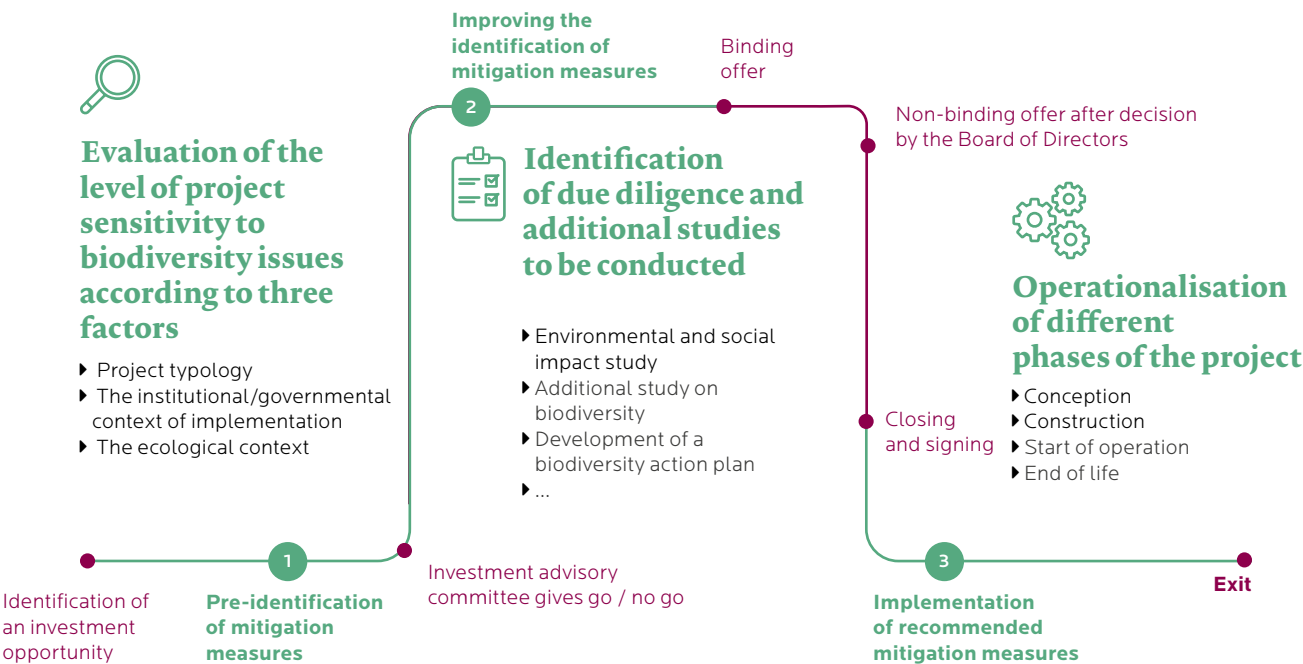 Identification of
an investment
opportunity
1
Pre-identification
of mitigation
measures
Evaluation of the
level of project
sensitivity to
biodiversity issues
according to three
factors
Project typology
The institutional/governmental
context of implementation
The ecological context
Investment advisory
committee gives go / no go
Improving the
identification of
mitigation measures
2
Identification
of due diligence and
additional studies
to be conducted
Environmental and social
impact study
Additional study on
biodiversity
Development of a
biodiversity action plan
...
Binding
offer
Non-binding offer after decision
by the Board of Directors
Closing
and signing
Operationalisation
of different
phases of the project
Conception
Construction
Start of operation
End of life
3
Implementation
of recommended
mitigation measures
Exit